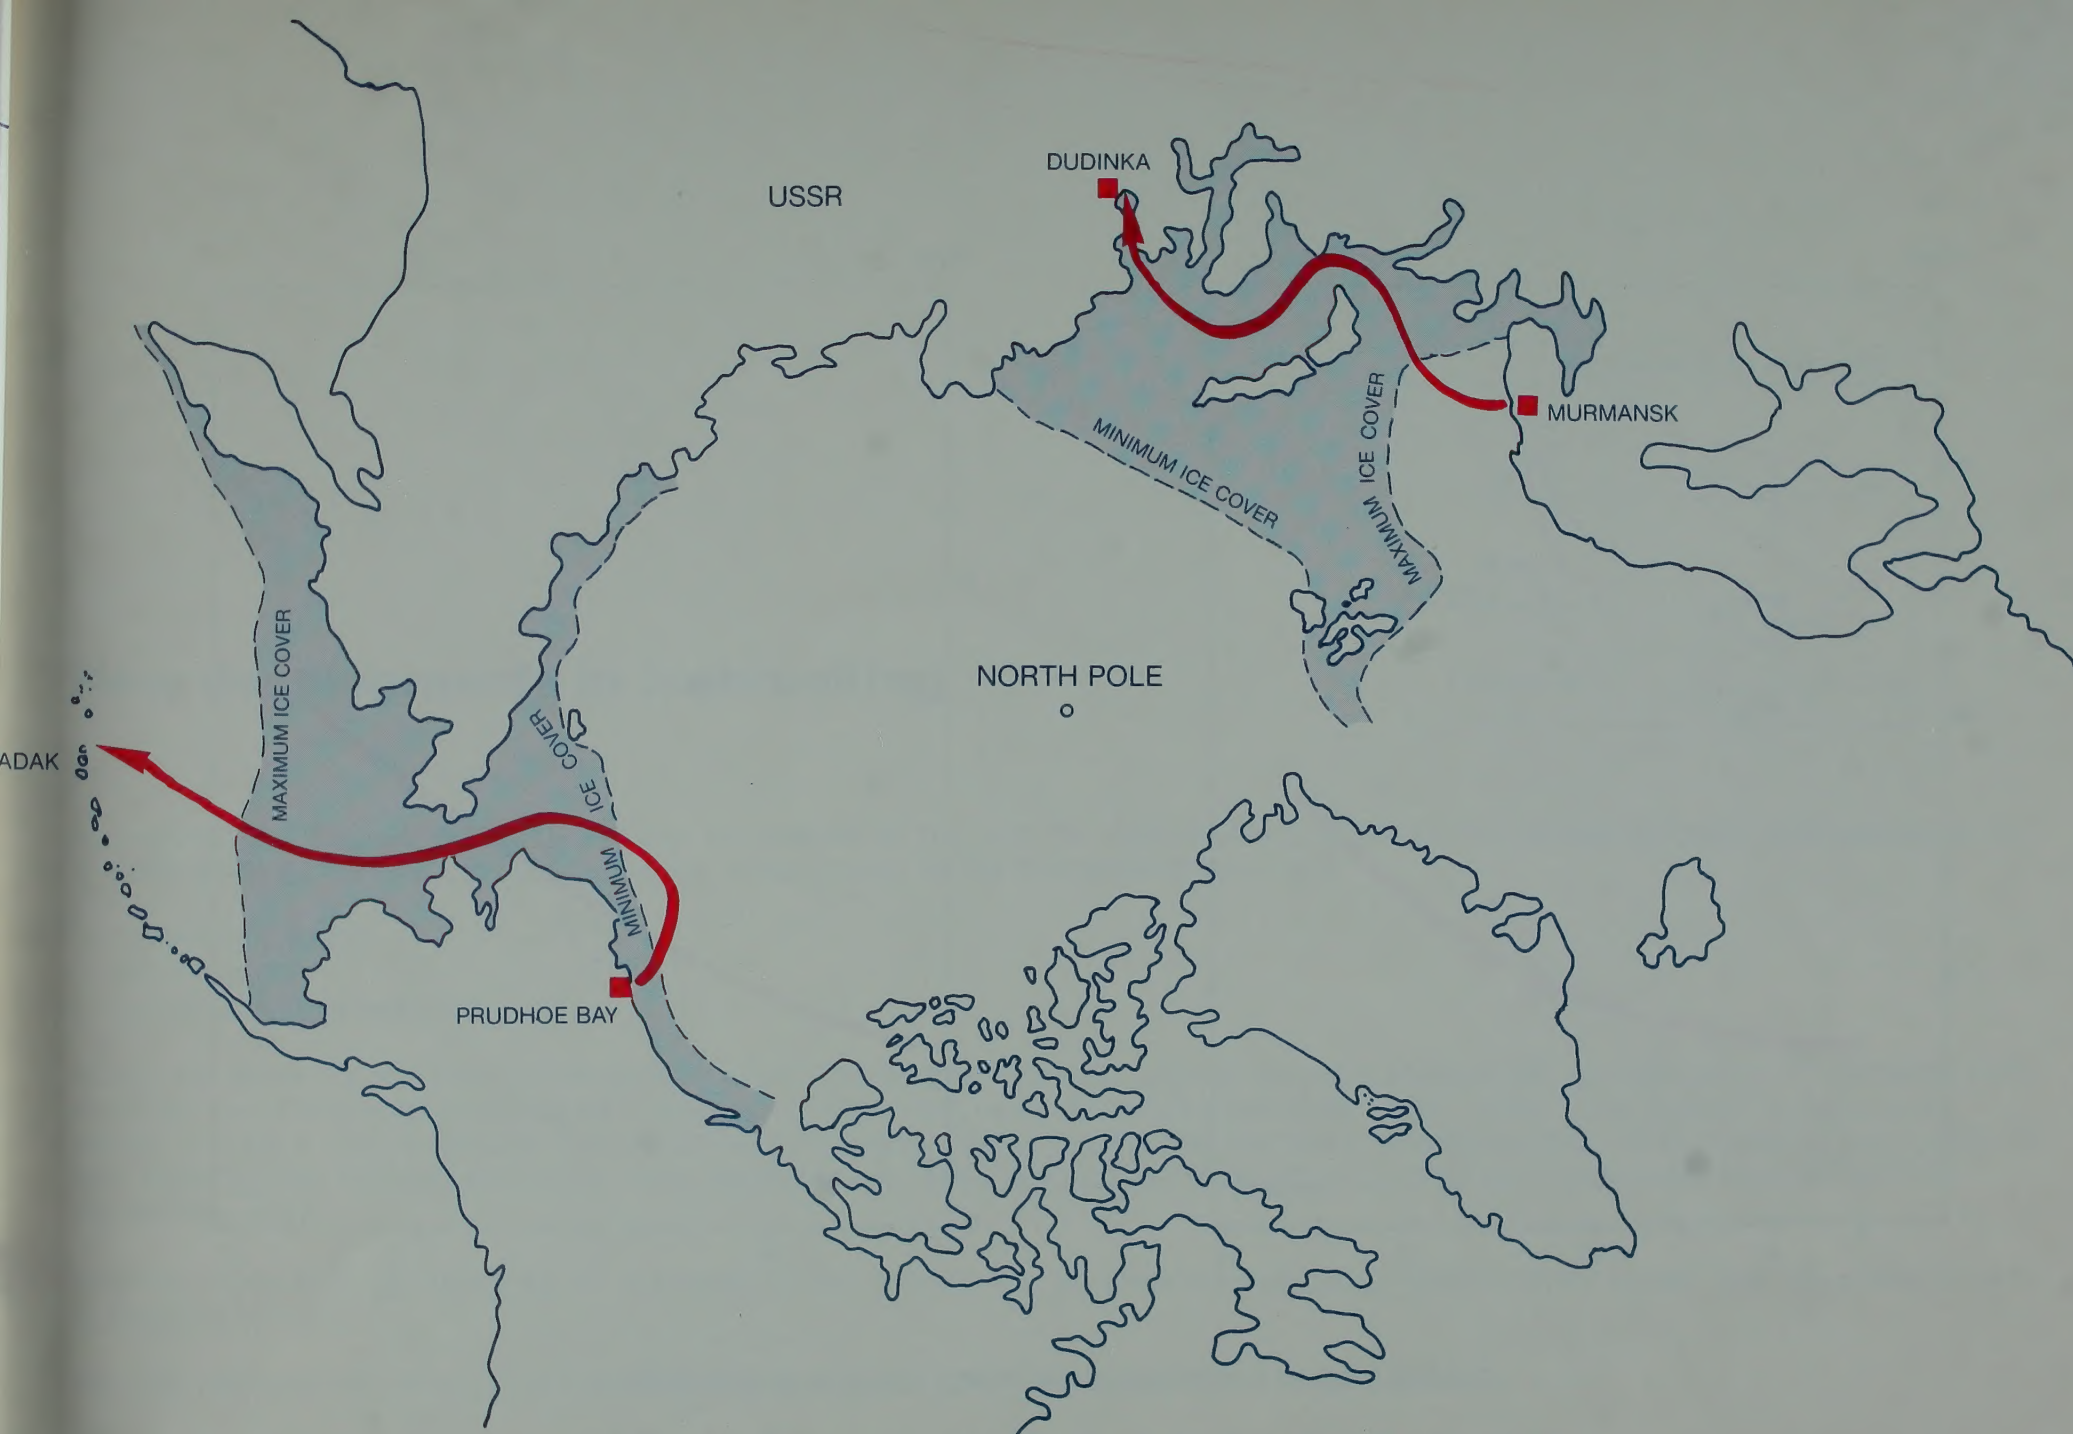 DUDINKA
USSR
MURMANSK
MINIMUM ICE COVER
MAXIMUM ICE COVER
NORTH POLE
MAXIMUM ICE COVER
MINIMUM ICE COVER
ADAK
PRUDHOE BAY